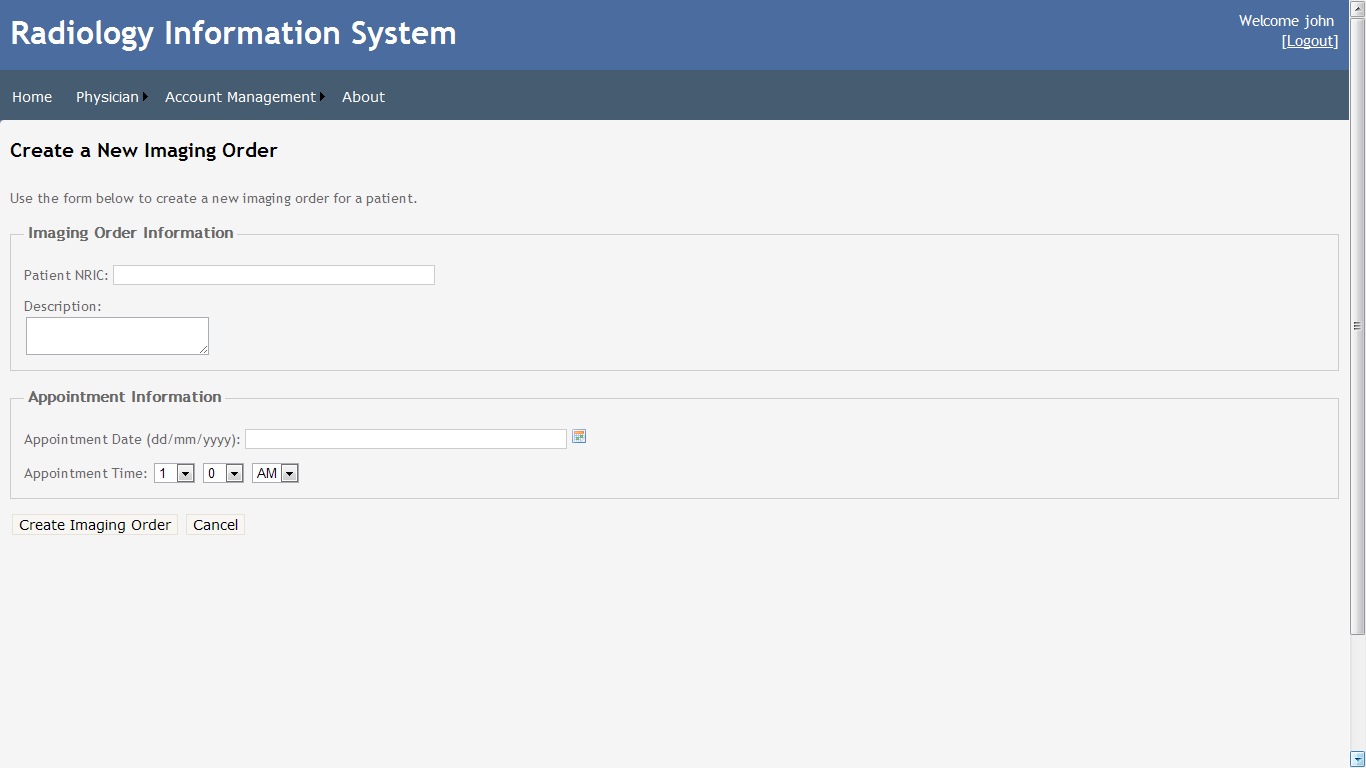 Radiology Information System
Welcome john
[Logout]
Home Physician Account Management About
Create a New Imaging Order
Use the form below to create a new imaging order for a patient.
Imaging Order Information
Patient NRIC:
Description:
Appointment Information
Appointment Date (dd/mm/yyyy):
Appointment Time: 1 0 AM
Create Imaging Order Cancel